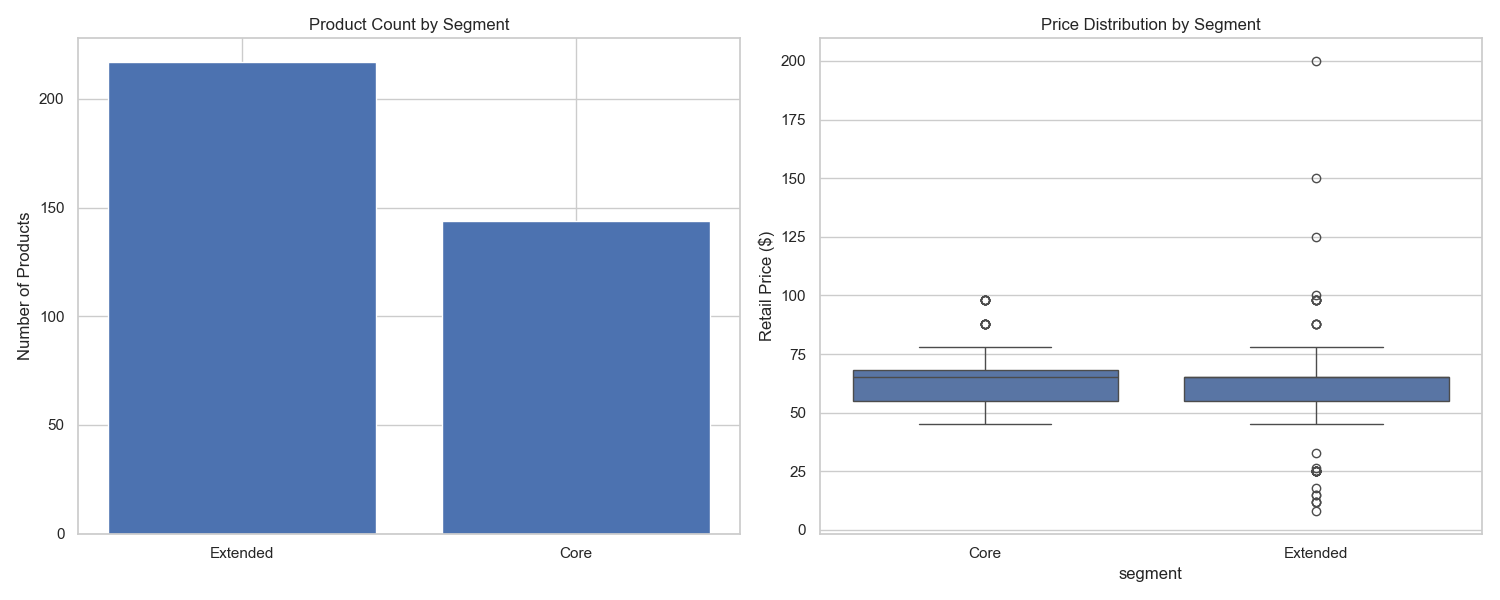 Product Count by Segment
Number of Products
200
150
100
50
0
Extended
Core
Price Distribution by Segment
Retail Price ($)
200
175
150
125
100
75
50
25
0
Core
Extended
segment